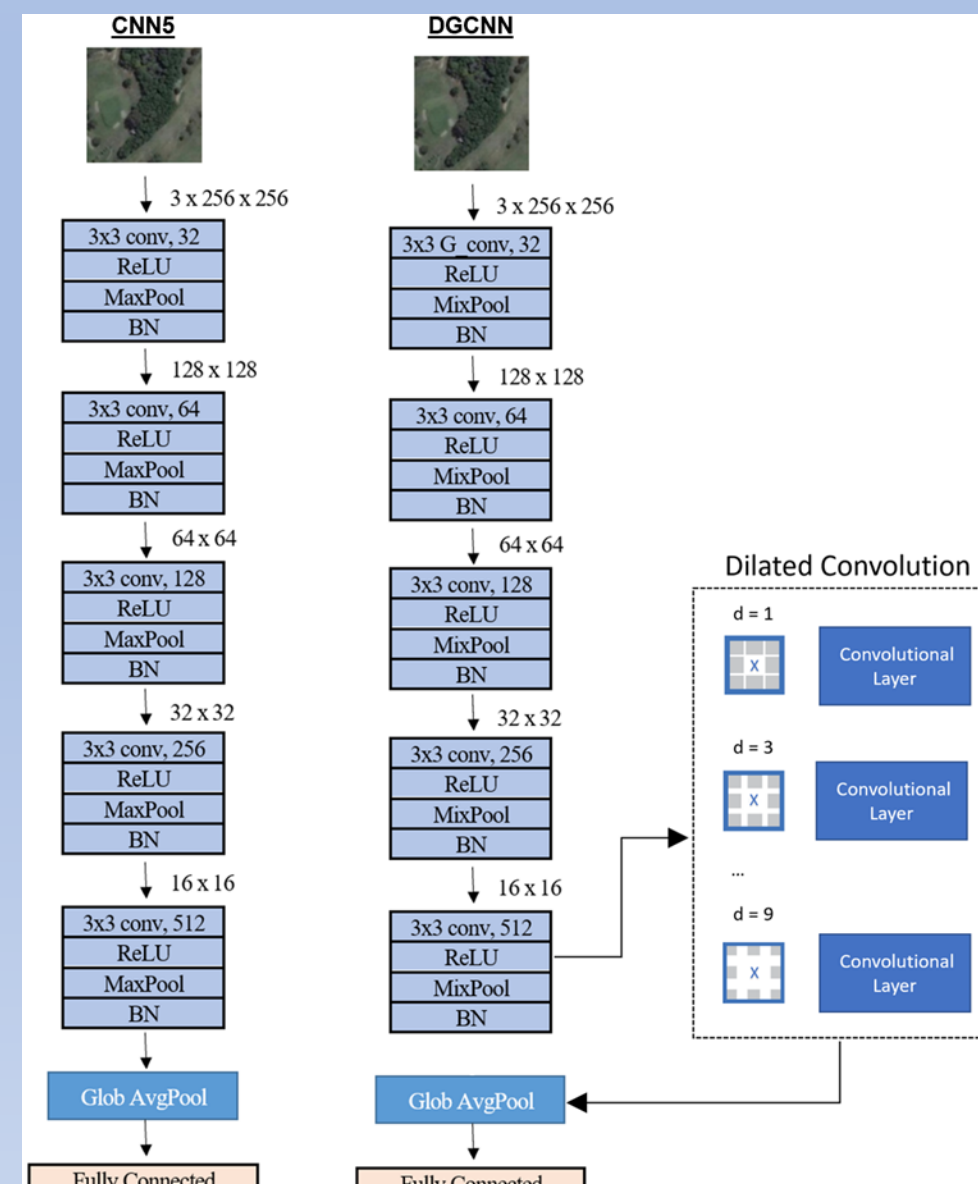 CNN5
3 x 256 x 256
3x3 conv, 32
ReLU
MaxPool
BN
128 x 128
3x3 conv, 64
ReLU
MaxPool
BN
64 x 64
3x3 conv, 128
ReLU
MaxPool
BN
32 x 32
3x3 conv, 256
ReLU
MaxPool
BN
16 x 16
3x3 conv, 512
ReLU
MaxPool
BN
Glob AvgPool
Fully Connected
DGCNN
3 x 256 x 256
3x3 G_conv, 32
ReLU
MixPool
BN
128 x 128
3x3 conv, 64
ReLU
MixPool
BN
64 x 64
3x3 conv, 128
ReLU
MixPool
BN
32 x 32
3x3 conv, 256
ReLU
MixPool
BN
16 x 16
3x3 conv, 512
ReLU
MixPool
BN
Glob AvgPool
Fully Connected
Dilated Convolution
d = 1
X
Convolutional
Layer
d = 3
X
Convolutional
Layer
...
d = 9
X
Convolutional
Layer